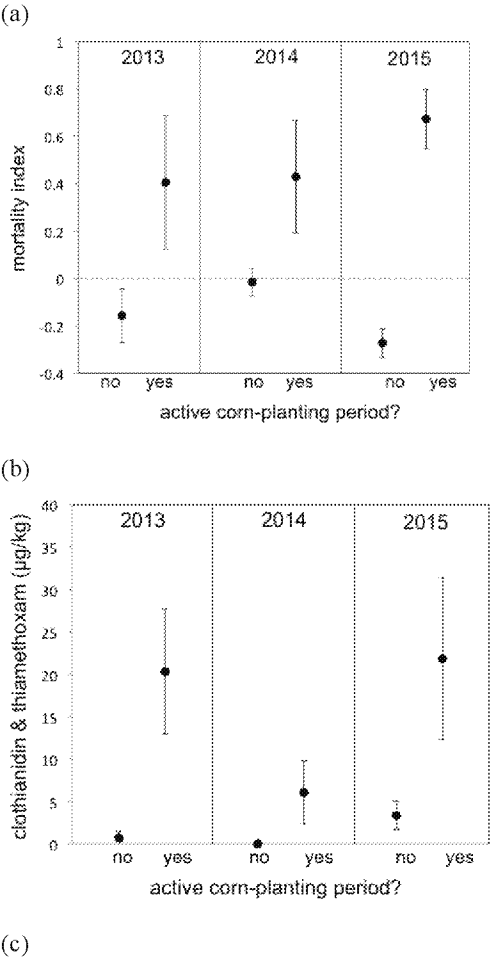 (a)
1
0.8
0.6
0.4
0.2
0
-0.2
-0.4
mortality index
2013 2014 2015
no yes no yes no yes
active corn-planting period?
(b)
40
35
30
25
20
15
10
5
0
clothianidin & thiamethoxam (µg/kg)
2013 2014 2015
no yes no yes no yes
active corn-planting period?
(c)